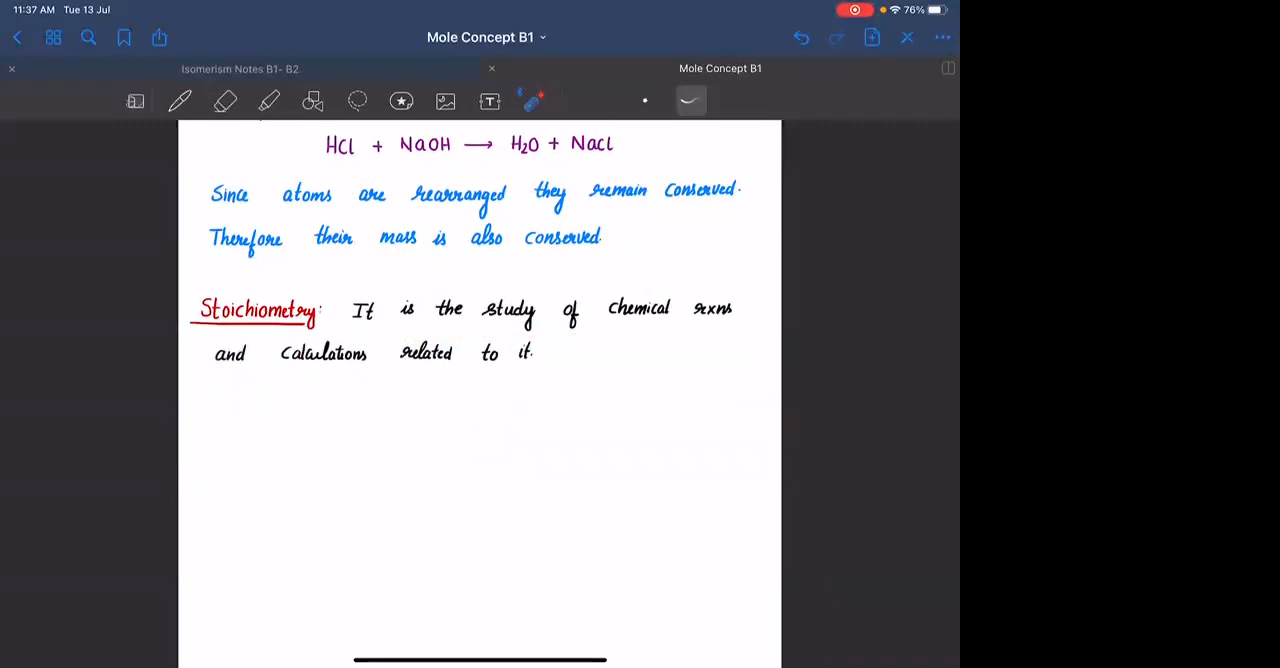 11:37 AM Tue 13 Jul
76%
Mole Concept B1
Isomerism Notes B1- B2
Mole Concept B1
HCl + NaOH → H2O + Nacl
Since atoms are rearranged they remain conserved.
Therefore their mass is also conserved.
Stoichiometry: It is the study of chemical rxns
and calculations related to it.